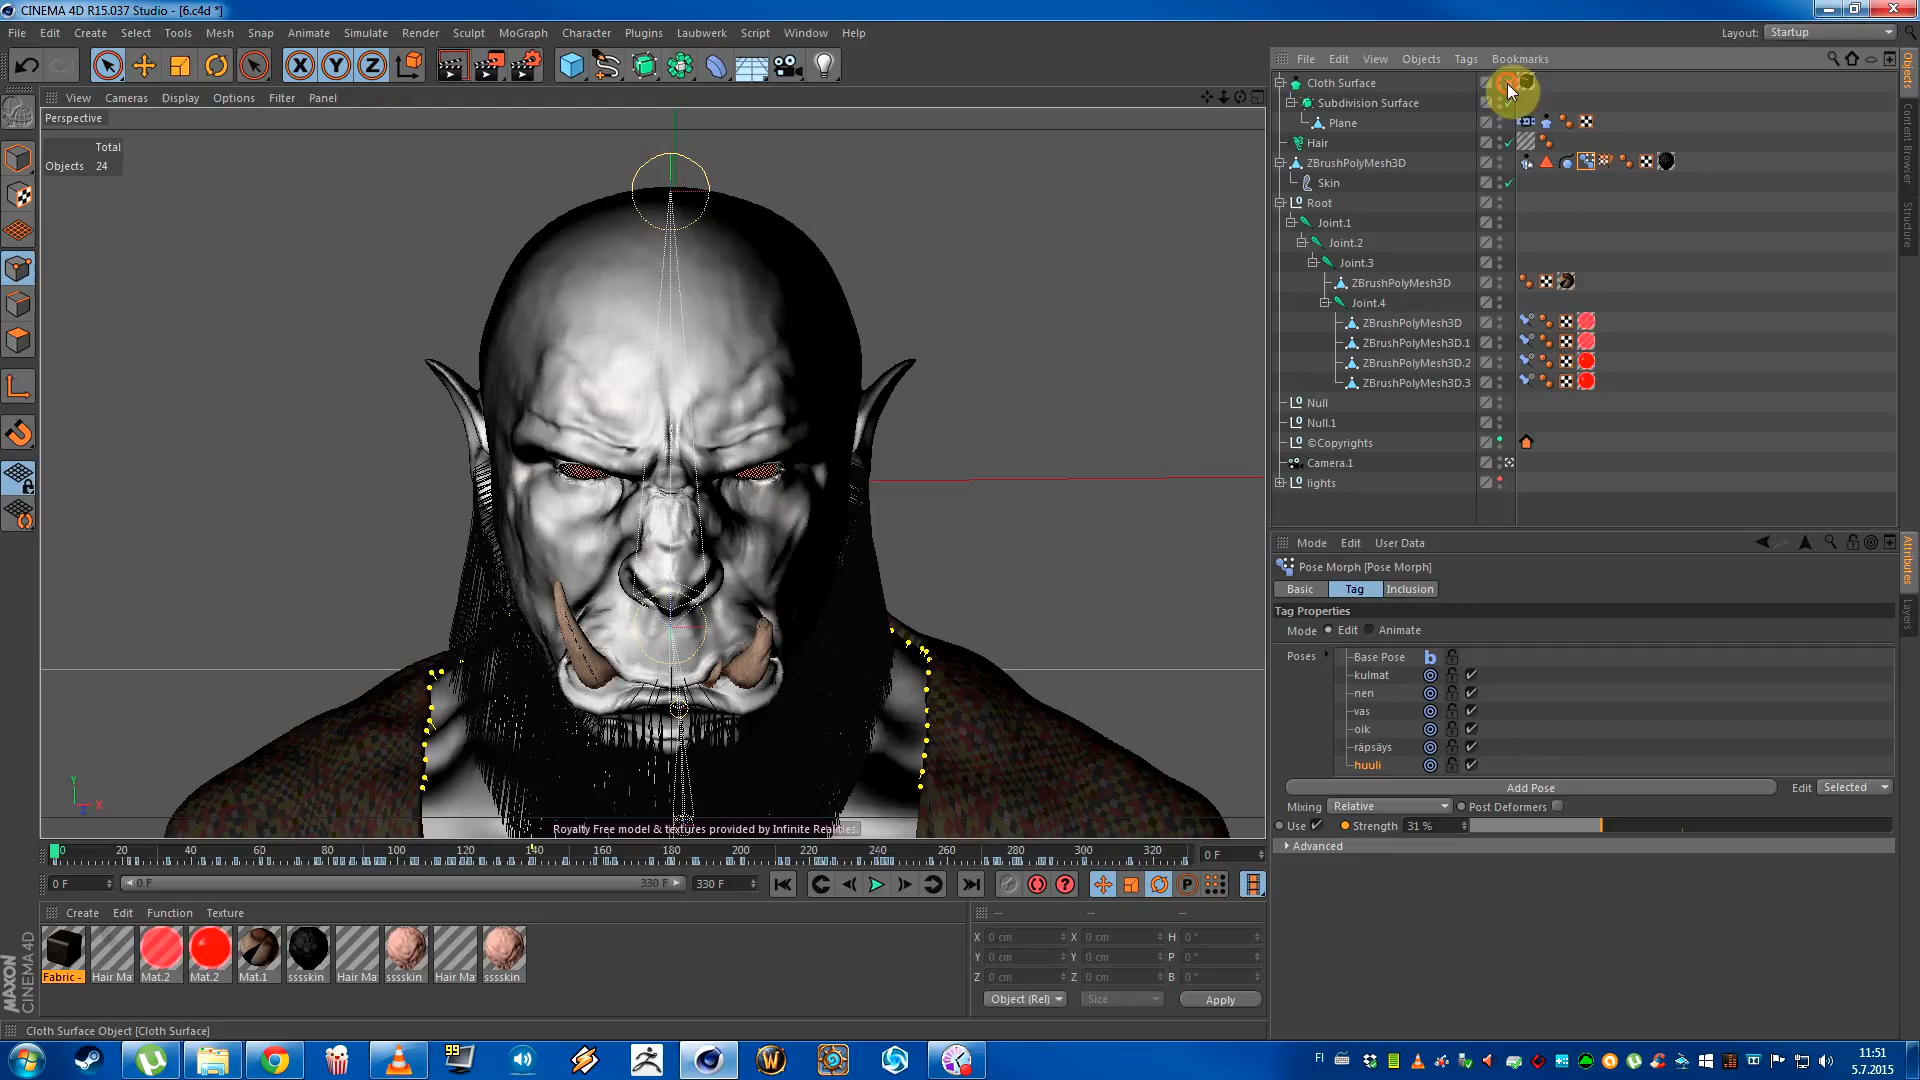 CINEMA 4D R15.037 Studio - [6.c4d *]
File Edit Create Select Tools Mesh Snap Animate Simulate Render Sculpt MoGraph Character Plugins Laubwerk Script Window Help
Layout: Startup
File Edit View Objects Tags Bookmarks
View Cameras Display Options Filter Panel
Perspective
Total
Objects 24
Cloth Surface
Subdivision Surface
Plane
Hair
ZBrushPolyMesh3D
Skin
Root
Joint.1
Joint.2
Joint.3
ZBrushPolyMesh3D
Joint.4
ZBrushPolyMesh3D
ZBrushPolyMesh3D.1
ZBrushPolyMesh3D.2
ZBrushPolyMesh3D.3
Null
Null.1
©Copyrights
Camera.1
lights
Objects
Content Browser
Structure
Mode Edit User Data
Pose Morph [Pose Morph]
Basic Tag Inclusion
Tag Properties
Mode Edit Animate
Poses
Base Pose
kulmat
nen
vas
oik
räpsäys
huuli
Add Pose Edit Selected
Mixing Relative Post Deformers
Use Strength 31 %
Advanced
Attributes
Layers
Royalty Free model & textures provided by Infinite Realities.
Y
X
0 20 40 60 80 100 120 140 160 180 200 220 240 260 280 300 320 0 F
0 F 0 F 330 F 330 F
Create Edit Function Texture
Fabric - Hair Ma Mat.2 Mat.2 Mat.1 sssskin Hair Ma sssskin Hair Ma sssskin
-- -- --
X 0 cm X 0 cm H 0 °
Y 0 cm Y 0 cm P 0 °
Z 0 cm Z 0 cm B 0 °
Object (Rel) Size Apply
MAXON
CINEMA 4D
Cloth Surface Object [Cloth Surface]
FI
11:51
5.7.2015